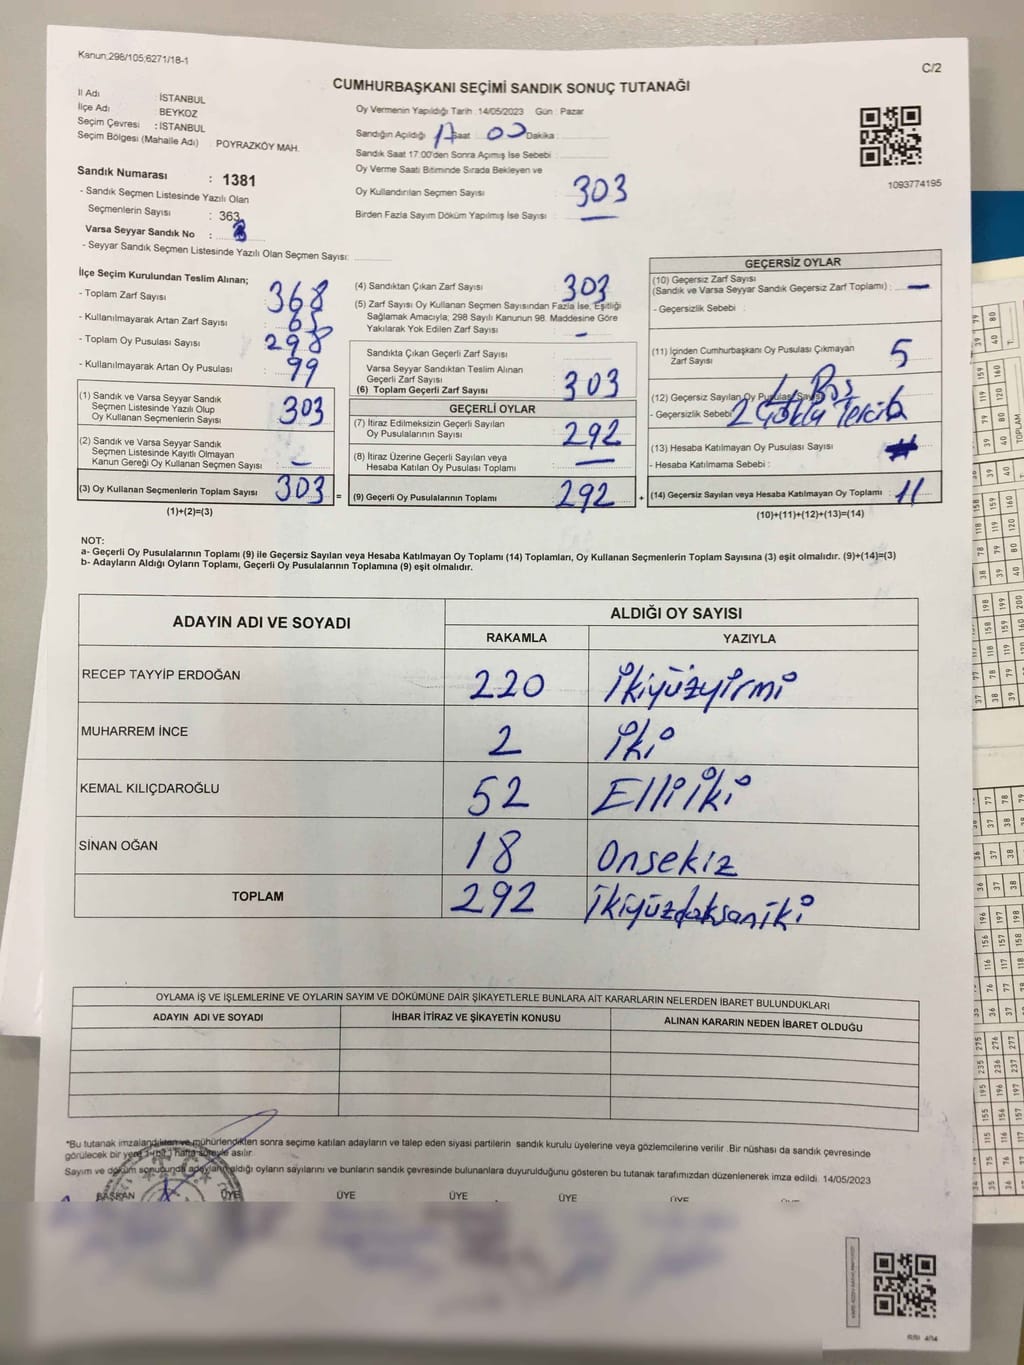 Kanun.298/105,6271/18-1
C/2
CUMHURBAŞKANI SEÇİMİ SANDIK SONUÇ TUTANAĞI
İl Adı : İSTANBUL
İlçe Adı : BEYKOZ
Seçim Çevresi : İSTANBUL
Seçim Bölgesi (Mahalle Adı) : POYRAZKÖY MAH.
Sandık Numarası : 1381
- Sandık Seçmen Listesinde Yazılı Olan
Seçmenlerin Sayısı : 363
Varsa Seyyar Sandık No :
- Seyyar Sandık Seçmen Listesinde Yazılı Olan Seçmen Sayısı:
Oy Vermenin Yapıldığı Tarih : 14/05/2023 Gün : Pazar
Sandığın Açıldığı 17 Saat 00 Dakika
Sandık Saat 17:00'den Sonra Açımış İse Sebebi :
Oy Verme Saati Bitiminde Sırada Bekleyen ve
Oy Kullandırılan Seçmen Sayısı 303
Birden Fazla Sayım Döküm Yapılmış İse Sayısı : —
1093774195
İlçe Seçim Kurulundan Teslim Alınan;
- Toplam Zarf Sayısı : 368
- Kullanılmayarak Artan Zarf Sayısı : 65
- Toplam Oy Pusulası Sayısı : 298
- Kullanılmayarak Artan Oy Pusulası : 99
(1) Sandık ve Varsa Seyyar Sandık
Seçmen Listesinde Yazılı Olup
Oy Kullanan Seçmenlerin Sayısı : 303
(2) Sandık ve Varsa Seyyar Sandık
Seçmen Listesinde Kayıtlı Olmayan
Kanun Gereği Oy Kullanan Seçmen Sayısı : —
(3) Oy Kullanan Seçmenlerin Toplam Sayısı : 303 =
(1)+(2)=(3)
(4) Sandıktan Çıkan Zarf Sayısı : 303
(5) Zarf Sayısı Oy Kullanan Seçmen Sayısından Fazla İse, Eşitliği
Sağlamak Amacıyla; 298 Sayılı Kanunun 98. Maddesine Göre
Yakılarak Yok Edilen Zarf Sayısı : —
Sandıkta Çıkan Geçerli Zarf Sayısı :
Varsa Seyyar Sandıktan Teslim Alınan
Geçerli Zarf Sayısı
(6) Toplam Geçerli Zarf Sayısı : 303
GEÇERLİ OYLAR
(7) İtiraz Edilmeksizin Geçerli Sayılan
Oy Pusulalarının Sayısı : 292
(8) İtiraz Üzerine Geçerli Sayılan veya
Hesaba Katılan Oy Pusulası Toplamı : —
(9) Geçerli Oy Pusulalarının Toplamı : 292 +
GEÇERSİZ OYLAR
(10) Geçersiz Zarf Sayısı
(Sandık ve Varsa Seyyar Sandık Geçersiz Zarf Toplamı) : —
- Geçersizlik Sebebi :
(11) İçinden Cumhurbaşkanı Oy Pusulası Çıkmayan
Zarf Sayısı : 5
(12) Geçersiz Sayılan Oy Pusulası Sayısı : 4 Boş
- Geçersizlik Sebebi 2 Çoklu Tercih
(13) Hesaba Katılmayan Oy Pusulası Sayısı :
- Hesaba Katılmama Sebebi :
(14) Geçersiz Sayılan veya Hesaba Katılmayan Oy Toplamı : 11
(10)+(11)+(12)+(13)=(14)
NOT:
a- Geçerli Oy Pusulalarının Toplamı (9) ile Geçersiz Sayılan veya Hesaba Katılmayan Oy Toplamı (14) Toplamları, Oy Kullanan Seçmenlerin Toplam Sayısına (3) eşit olmalıdır. (9)+(14)=(3)
b- Adayların Aldığı Oyların Toplamı, Geçerli Oy Pusulalarının Toplamına (9) eşit olmalıdır.
ADAYIN ADI VE SOYADI
ALDIĞI OY SAYISI
RAKAMLA YAZIYLA
RECEP TAYYİP ERDOĞAN 220 İkiyüzyirmi
MUHARREM İNCE 2 İki
KEMAL KILIÇDAROĞLU 52 Elli iki
SİNAN OĞAN 18 Onsekiz
TOPLAM 292 İkiyüzdoksaniki
OYLAMA İŞ VE İŞLEMLERİNE VE OYLARIN SAYIM VE DÖKÜMÜNE DAİR ŞİKAYETLERLE BUNLARA AİT KARARLARIN NELERDEN İBARET BULUNDUKLARI
ADAYIN ADI VE SOYADI İHBAR İTİRAZ VE ŞİKAYETİN KONUSU ALINAN KARARIN NEDEN İBARET OLDUĞU
*Bu tutanak imzalandıktan ve mühürlendikten sonra seçime katılan adayların ve talep eden siyasi partilerin sandık kurulu üyelerine veya gözlemcilerine verilir. Bir nüshası da sandık çevresinde
görülecek bir yere 1 (bir) hafta süreyle asılır.
Sayım ve döküm sonucunda adayların aldığı oyların sayılarını ve bunların sandık çevresinde bulunanlara duyurulduğunu gösteren bu tutanak tarafımızdan düzenlenerek imza edildi. 14/05/2023
BAŞKAN ÜYE ÜYE ÜYE ÜYE ÜYE ÜYE